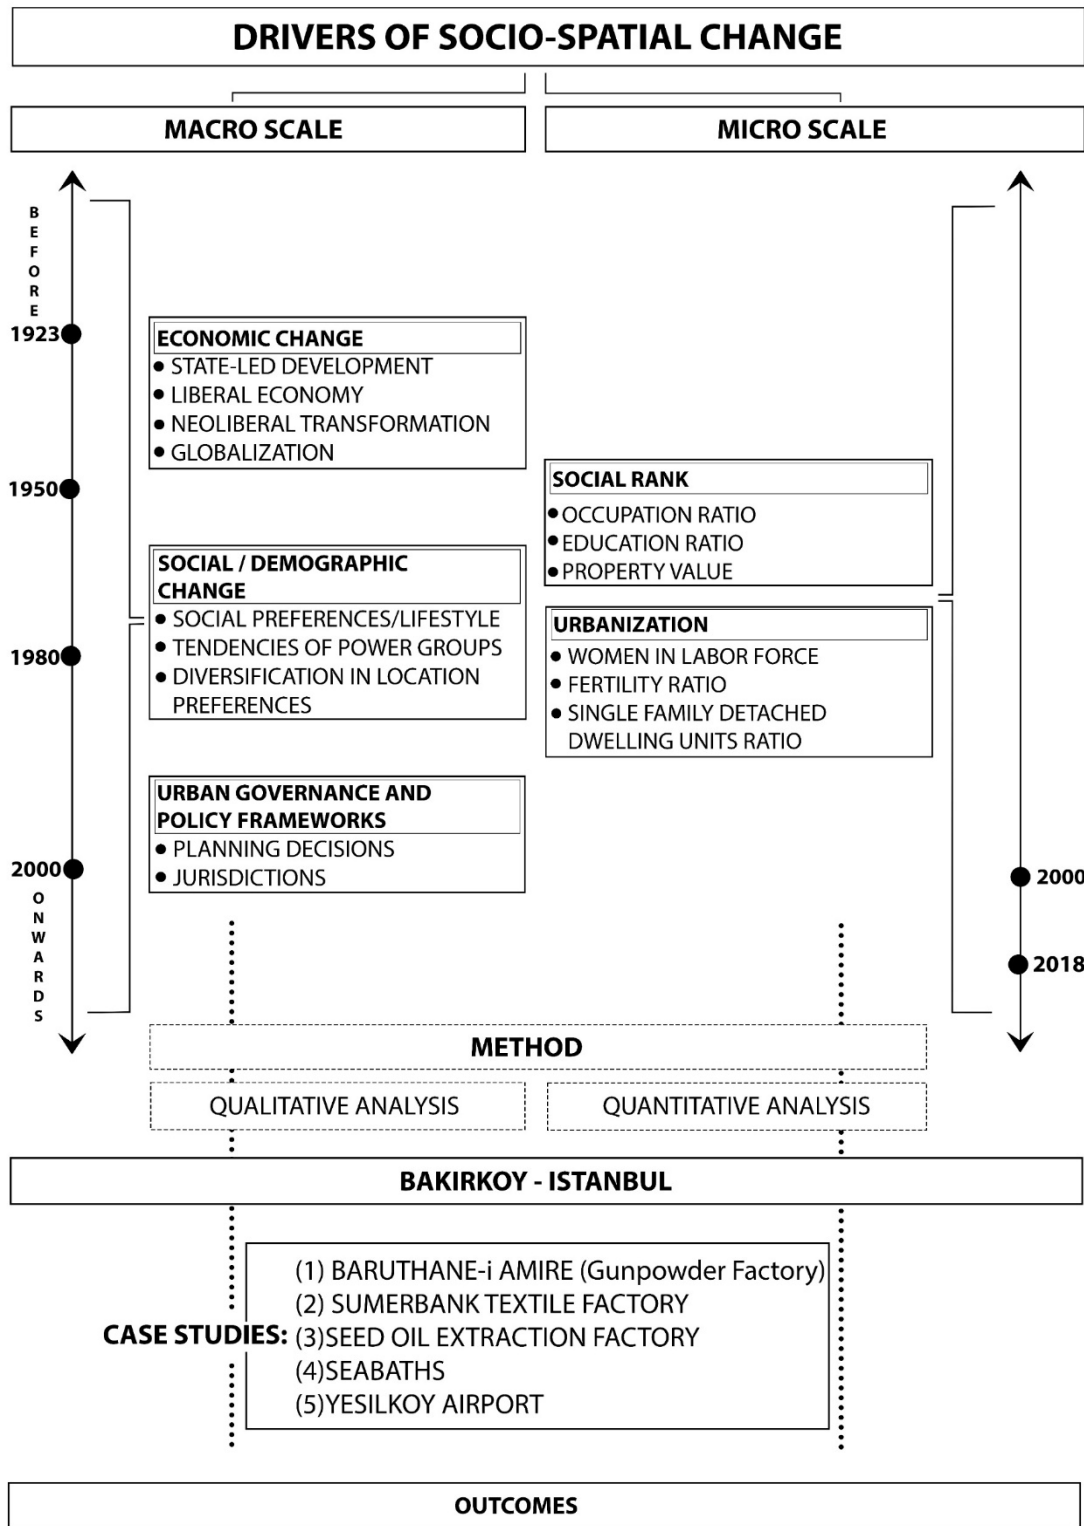 DRIVERS OF SOCIO-SPATIAL CHANGE
MACRO SCALE
MICRO SCALE
BEFORE
1923
1950
1980
2000
ONWARDS
ECONOMIC CHANGE
● STATE-LED DEVELOPMENT
● LIBERAL ECONOMY
● NEOLIBERAL TRANSFORMATION
● GLOBALIZATION
SOCIAL / DEMOGRAPHIC
CHANGE
● SOCIAL PREFERENCES/LIFESTYLE
● TENDENCIES OF POWER GROUPS
● DIVERSIFICATION IN LOCATION
PREFERENCES
URBAN GOVERNANCE AND
POLICY FRAMEWORKS
● PLANNING DECISIONS
● JURISDICTIONS
SOCIAL RANK
● OCCUPATION RATIO
● EDUCATION RATIO
● PROPERTY VALUE
URBANIZATION
● WOMEN IN LABOR FORCE
● FERTILITY RATIO
● SINGLE FAMILY DETACHED
DWELLING UNITS RATIO
2000
2018
METHOD
QUALITATIVE ANALYSIS
QUANTITATIVE ANALYSIS
BAKIRKOY - ISTANBUL
CASE STUDIES:
(1) BARUTHANE-i AMIRE (Gunpowder Factory)
(2) SUMERBANK TEXTILE FACTORY
(3)SEED OIL EXTRACTION FACTORY
(4)SEABATHS
(5)YESILKOY AIRPORT
OUTCOMES